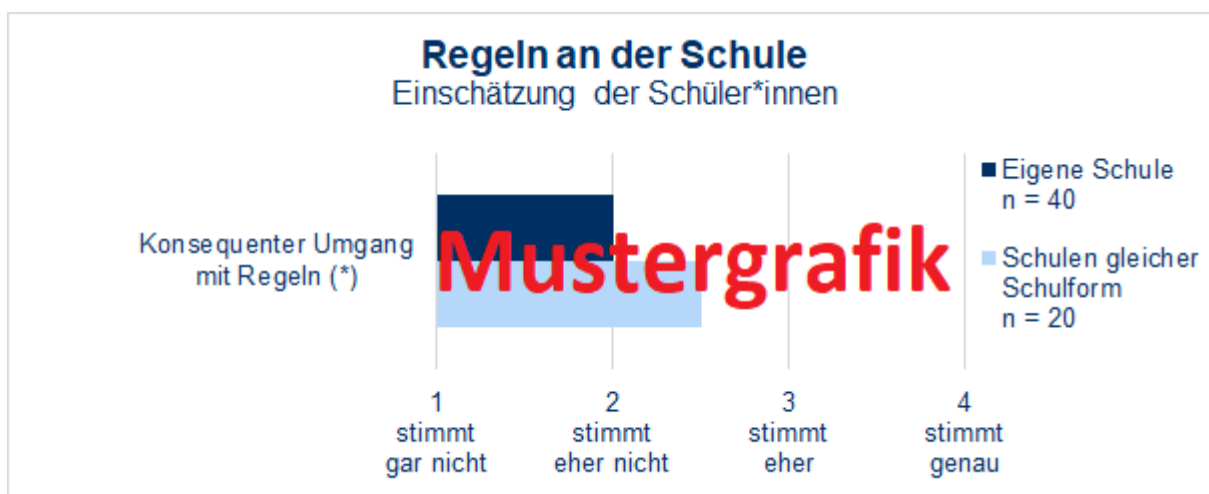 Regeln an der Schule
Einschätzung der Schüler*innen
Konsequenter Umgang
mit Regeln (*)
Mustergrafik
Eigene Schule
n = 40
Schulen gleicher
Schulform
n = 20
1
stimmt
gar nicht
2
stimmt
eher nicht
3
stimmt
eher
4
stimmt
genau